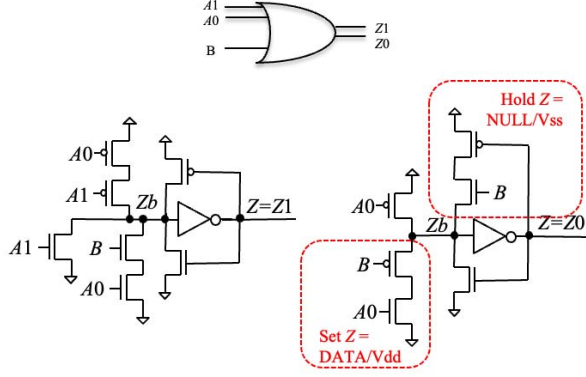 A1
A0
B
Z1
Z0
Hold Z =
NULL/Vss
A0
A1
Zb
Z=Z1
A1
B
A0
A0
B
Zb
Z=Z0
B
A0
Set Z =
DATA/Vdd